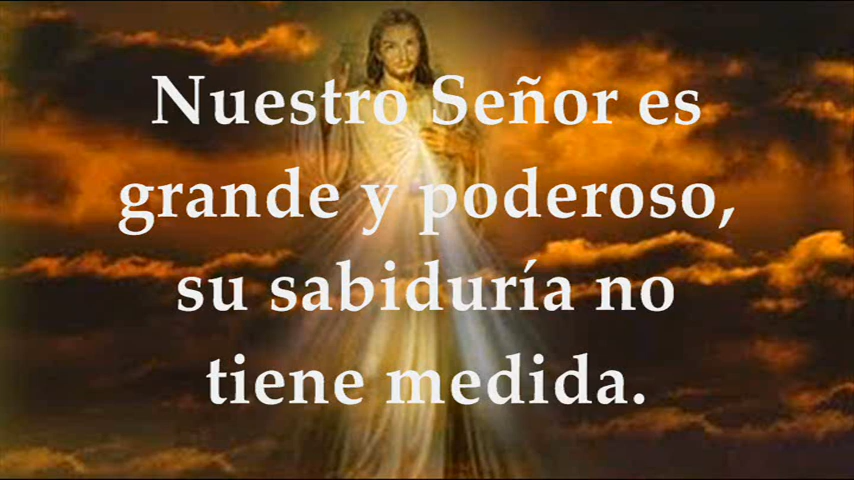 Nuestro Señor es
grande y poderoso,
su sabiduría no
tiene medida.